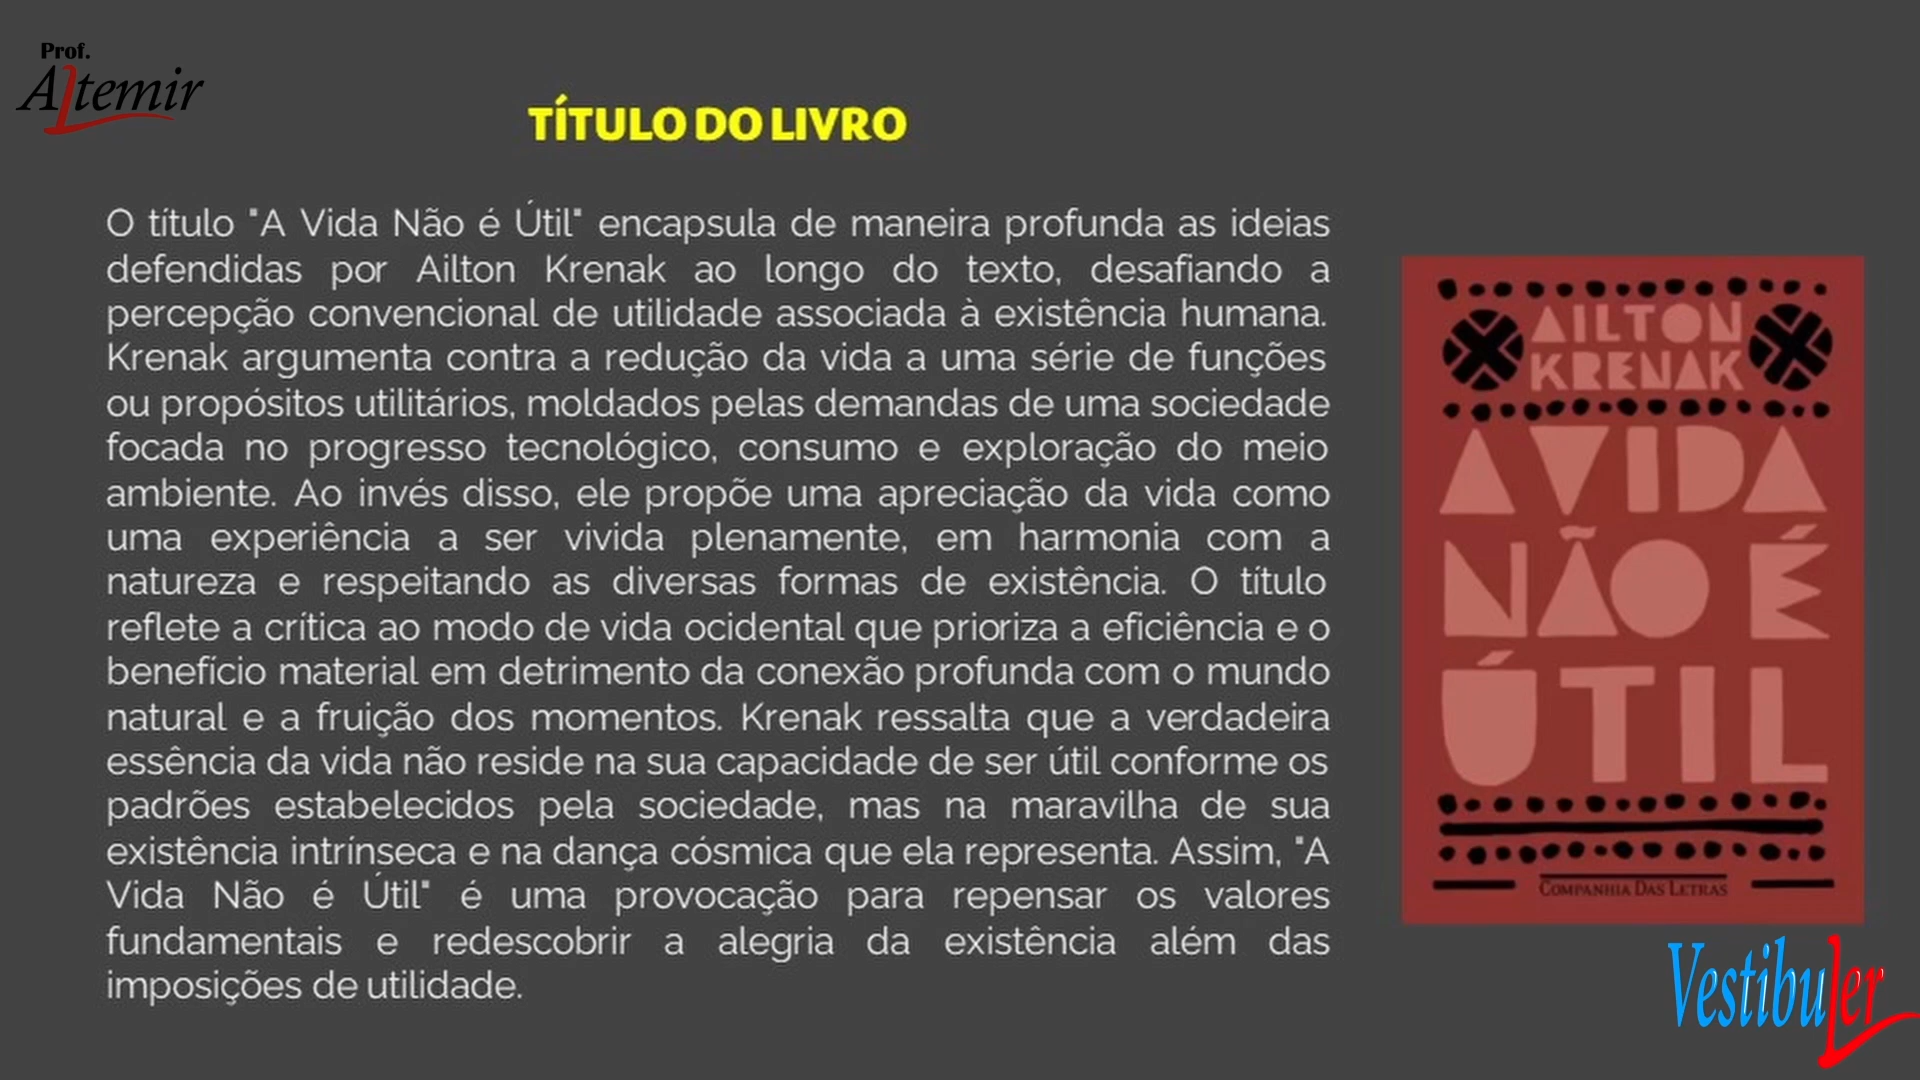 Prof.
Altemir
TÍTULO DO LIVRO
O título "A Vida Não é Útil" encapsula de maneira profunda as ideias
defendidas por Ailton Krenak ao longo do texto, desafiando a
percepção convencional de utilidade associada à existência humana.
Krenak argumenta contra a redução da vida a uma série de funções
ou propósitos utilitários, moldados pelas demandas de uma sociedade
focada no progresso tecnológico, consumo e exploração do meio
ambiente. Ao invés disso, ele propõe uma apreciação da vida como
uma experiência a ser vivida plenamente, em harmonia com a
natureza e respeitando as diversas formas de existência. O título
reflete a crítica ao modo de vida ocidental que prioriza a eficiência e o
benefício material em detrimento da conexão profunda com o mundo
natural e a fruição dos momentos. Krenak ressalta que a verdadeira
essência da vida não reside na sua capacidade de ser útil conforme os
padrões estabelecidos pela sociedade, mas na maravilha de sua
existência intrínseca e na dança cósmica que ela representa. Assim, "A
Vida Não é Útil" é uma provocação para repensar os valores
fundamentais e redescobrir a alegria da existência além das
imposições de utilidade.
AILTON
KRENAK
A VIDA
NÃO É
ÚTIL
COMPANHIA DAS LETRAS
VestibuLer